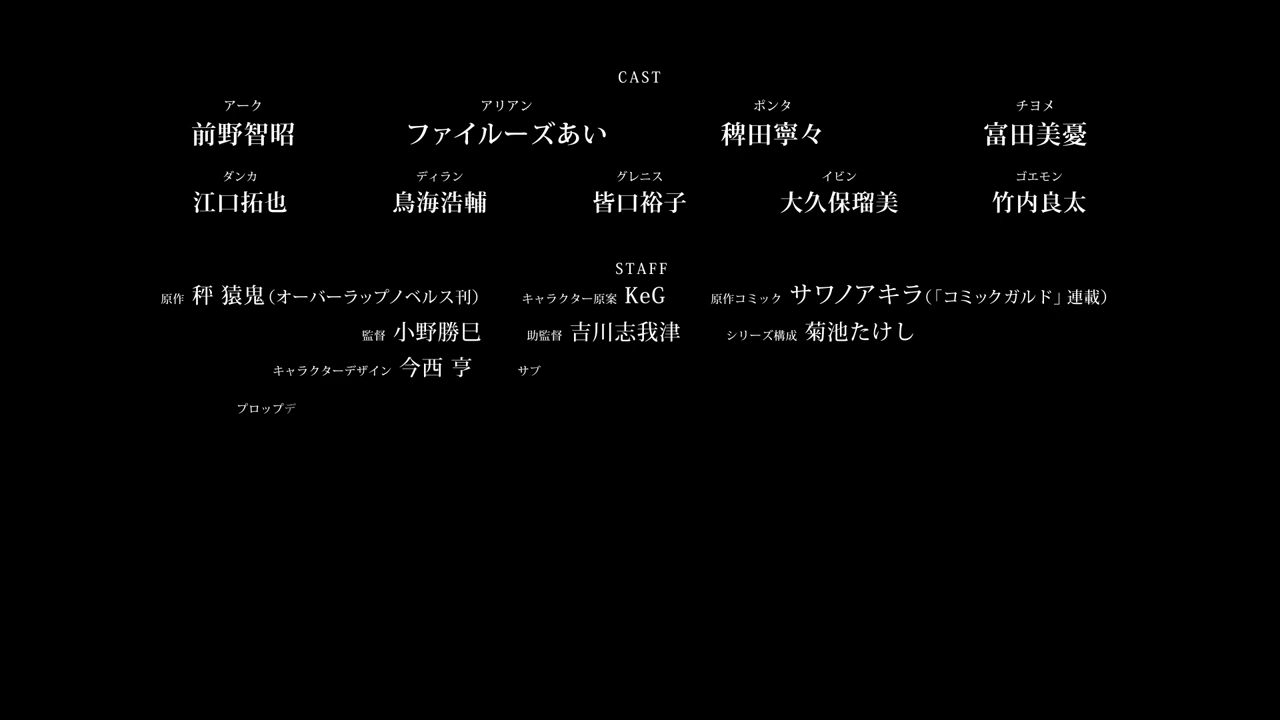 CAST
アーク アリアン ポンタ チヨメ
前野智昭 ファイルーズあい 稗田寧々 富田美憂
ダンカ ディラン グレニス イビン ゴエモン
江口拓也 鳥海浩輔 皆口裕子 大久保瑠美 竹内良太
STAFF
原作 秤 猿鬼(オーバーラップノベルス刊) キャラクター原案 KeG 原作コミック サワノアキラ(「コミックガルド」連載)
監督 小野勝巳 助監督 吉川志我津 シリーズ構成 菊池たけし
キャラクターデザイン 今西 亨 サブ
プロップデ